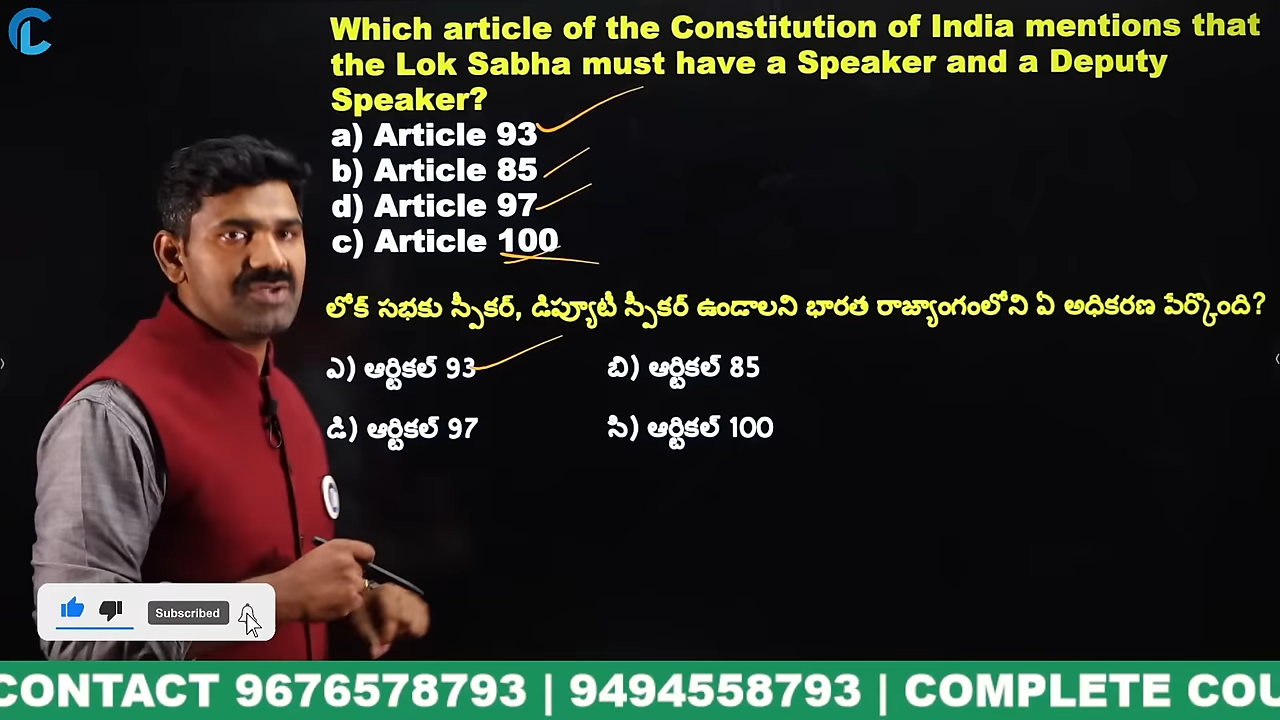 Which article of the Constitution of India mentions that
the Lok Sabha must have a Speaker and a Deputy
Speaker?
a) Article 93
b) Article 85
d) Article 97
c) Article 100
లోక్ సభకు స్పీకర్, డిప్యూటీ స్పీకర్ ఉండాలని భారత రాజ్యాంగంలోని ఏ అధికరణ పేర్కొంది?
ఎ) ఆర్టికల్ 93 బి) ఆర్టికల్ 85
డి) ఆర్టికల్ 97 సి) ఆర్టికల్ 100
Subscribed
CONTACT 9676578793 | 9494558793 | COMPLETE COU